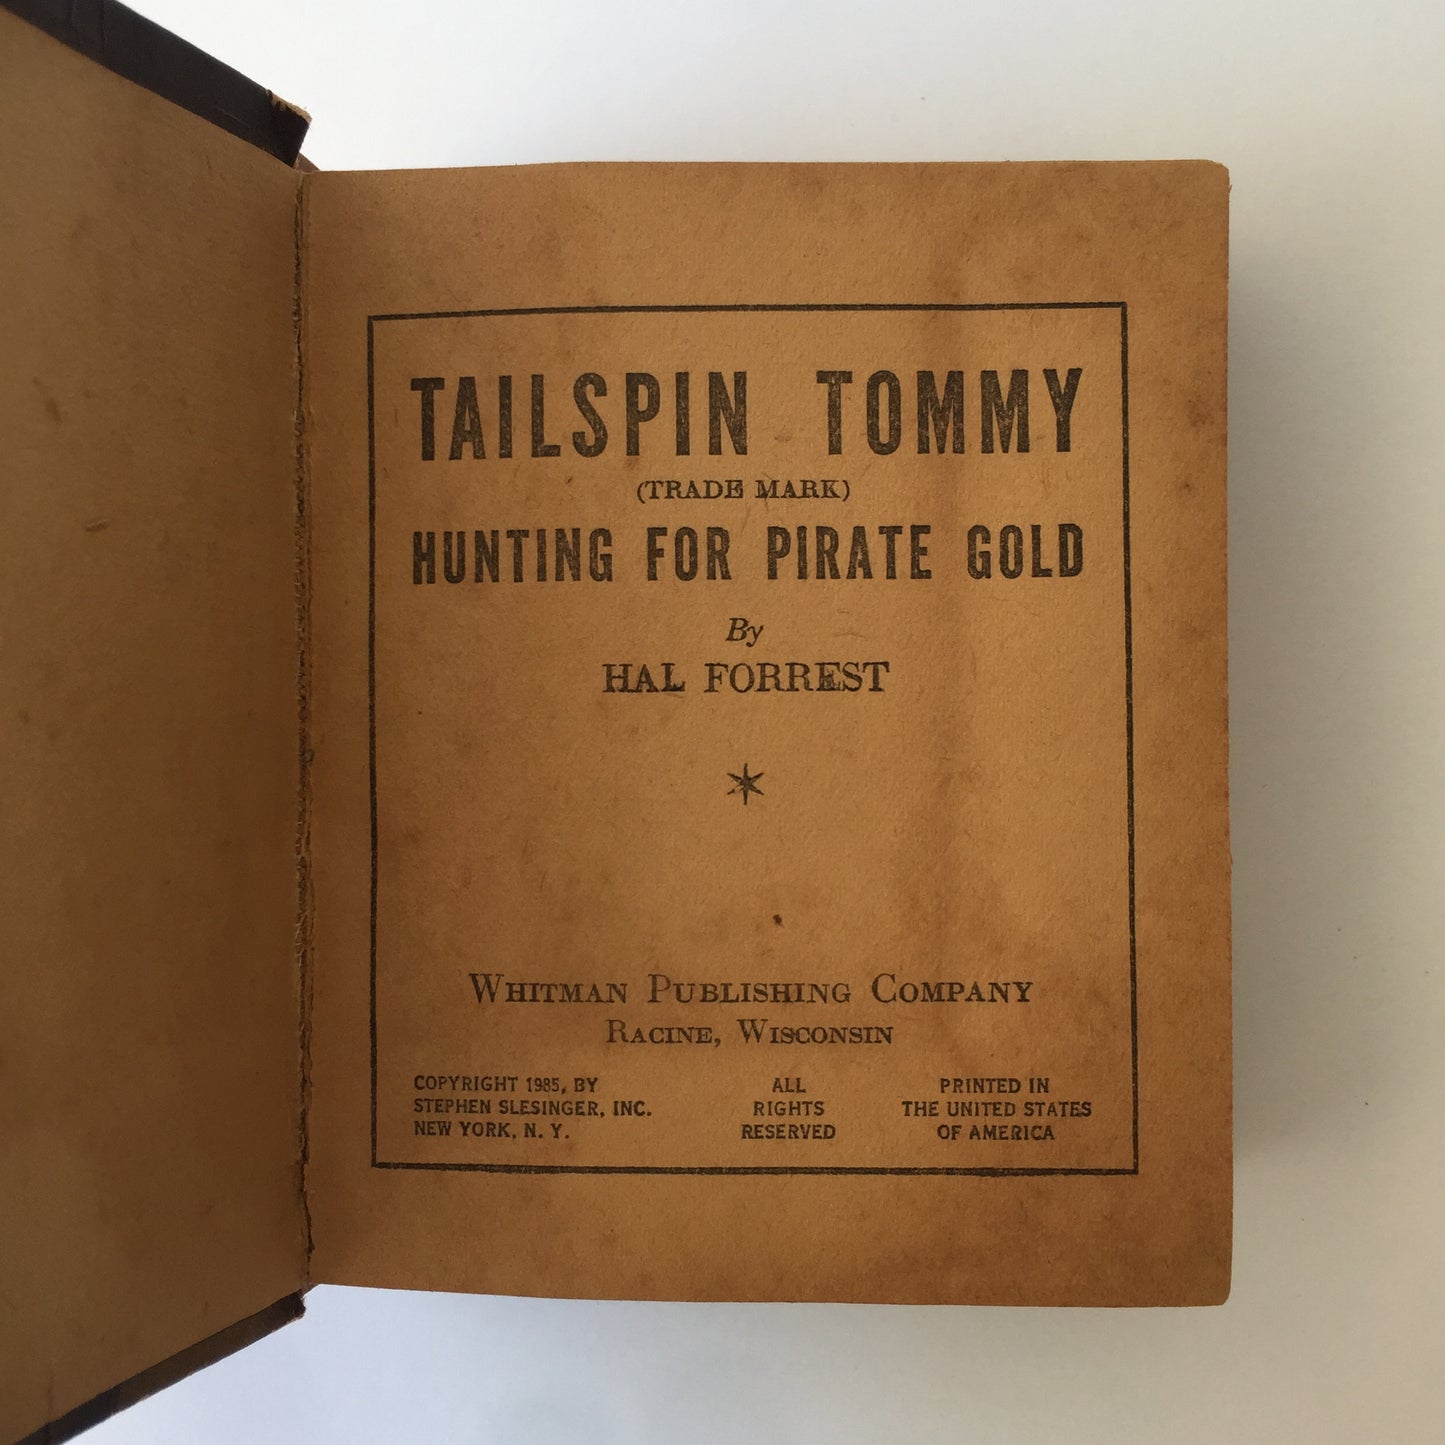 TAILSPIN TOMMY
(TRADE MARK)
HUNTING FOR PIRATE GOLD
By
HAL FORREST
WHITMAN PUBLISHING COMPANY
RACINE, WISCONSIN
COPYRIGHT 1985, BY
STEPHEN SLESINGER, INC.
NEW YORK, N. Y.
ALL
RIGHTS
RESERVED
PRINTED IN
THE UNITED STATES
OF AMERICA